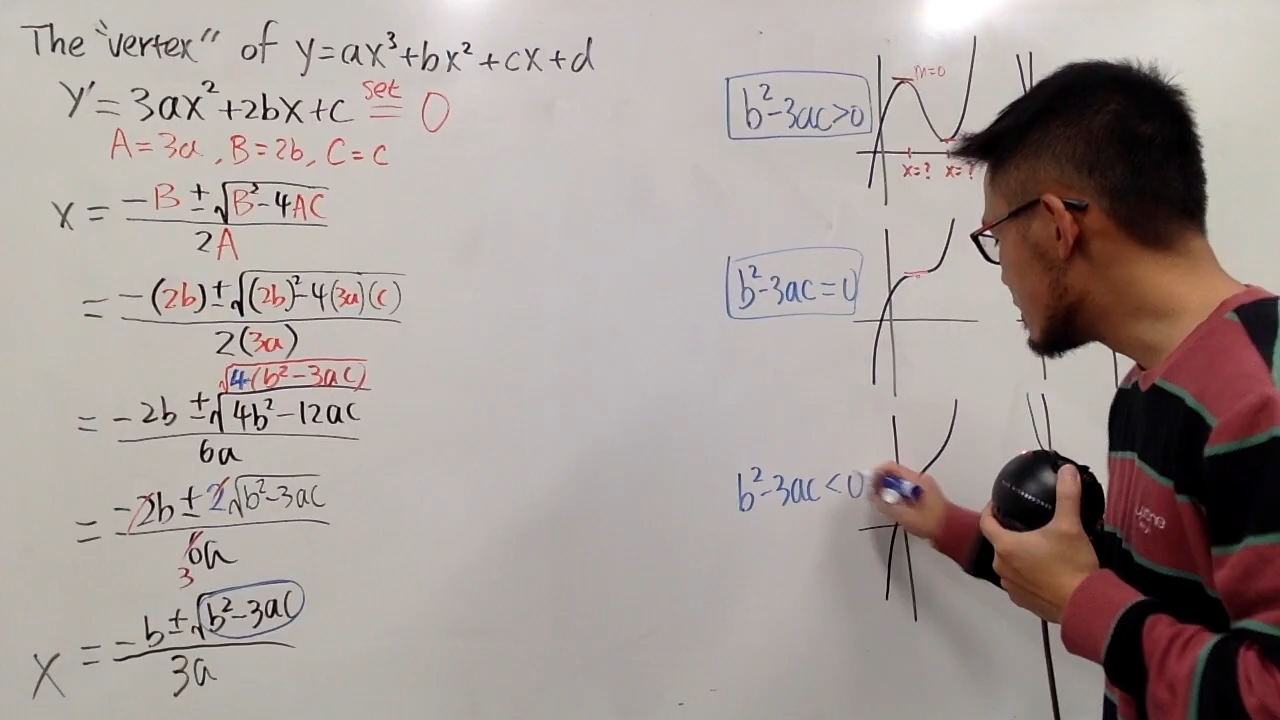 The "vertex" of y=ax³+bx²+cx+d
y'=3ax²+2bx+c set = 0
A=3a, B=2b, C=c
x = (-B ± √(B²-4AC)) / 2A
= (-(2b) ± √((2b)²-4(3a)(c))) / 2(3a)
√(4·(b²-3ac))
= (-2b ± √(4b²-12ac)) / 6a
= (-2b ± 2√(b²-3ac)) / 6a
3
x = (-b ± √(b²-3ac)) / 3a
b²-3ac>0
m=0
x=? x=?
b²-3ac=0
b²-3ac<0